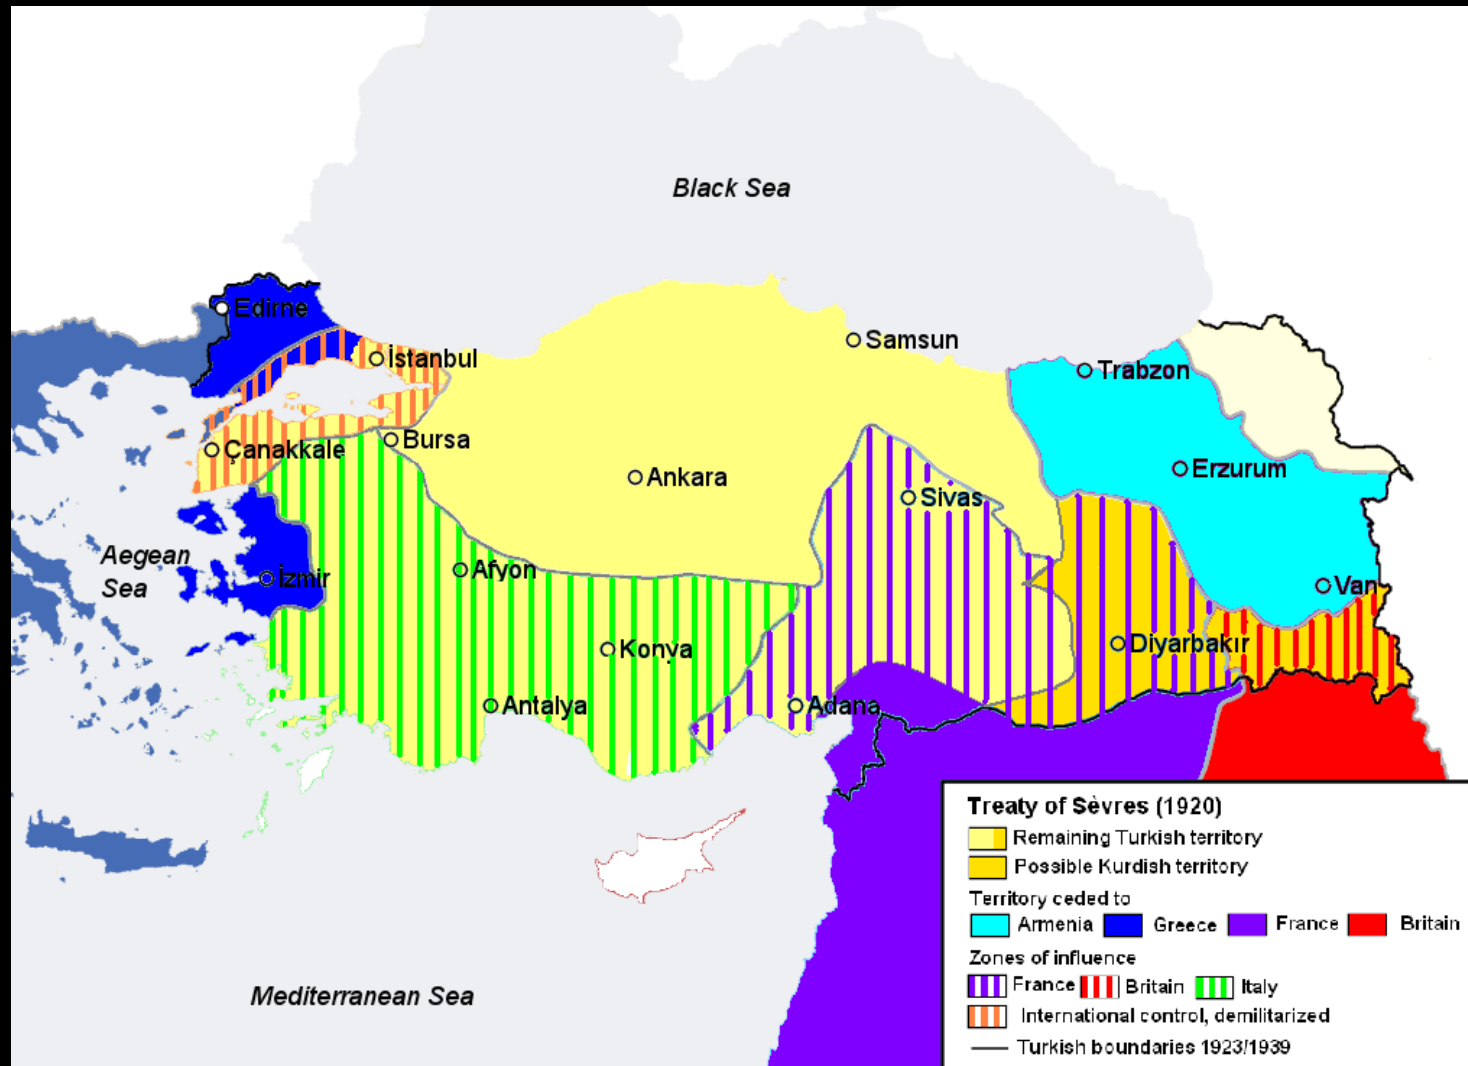 Black Sea
Edirne
İstanbul
Samsun
Trabzon
Çanakkale
Bursa
Ankara
Erzurum
Sivas
Aegean
Sea
İzmir
Afyon
Van
Konya
Diyarbakır
Antalya
Adana
Mediterranean Sea
Treaty of Sèvres (1920)
Remaining Turkish territory
Possible Kurdish territory
Territory ceded to
Armenia Greece France Britain
Zones of influence
France Britain Italy
International control, demilitarized
Turkish boundaries 1923/1939